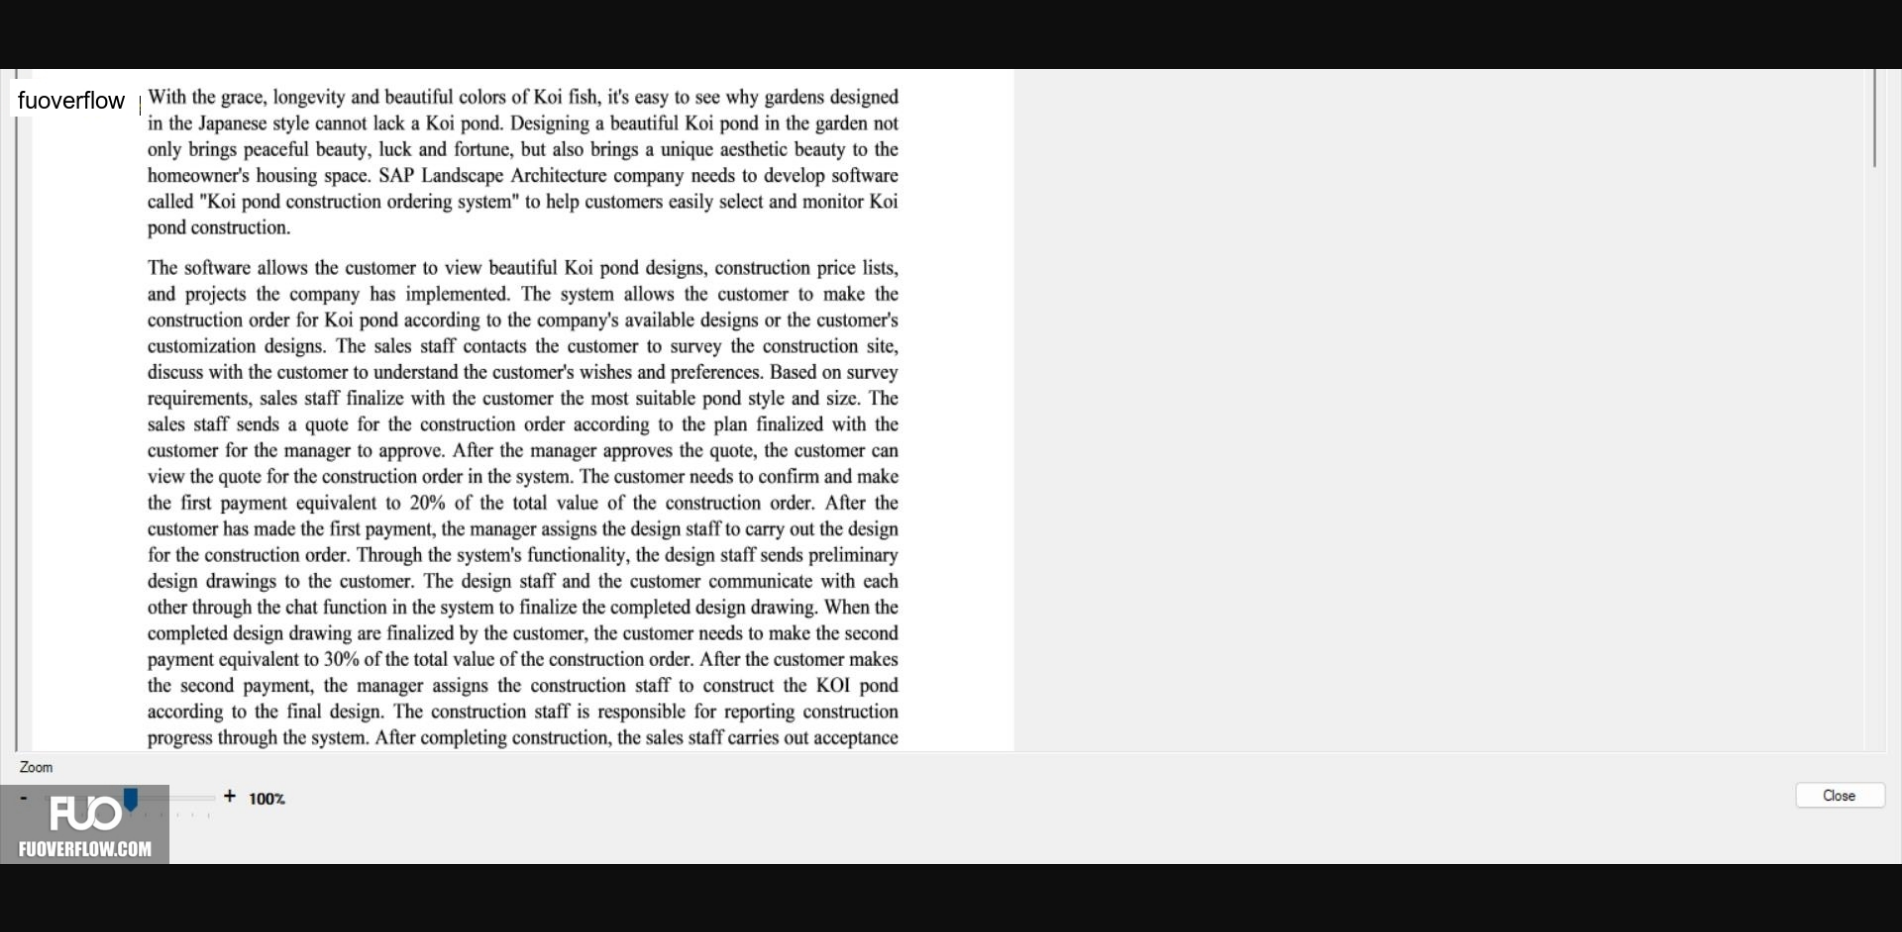 fuoverflow
With the grace, longevity and beautiful colors of Koi fish, it's easy to see why gardens designed
in the Japanese style cannot lack a Koi pond. Designing a beautiful Koi pond in the garden not
only brings peaceful beauty, luck and fortune, but also brings a unique aesthetic beauty to the
homeowner's housing space. SAP Landscape Architecture company needs to develop software
called "Koi pond construction ordering system" to help customers easily select and monitor Koi
pond construction.
The software allows the customer to view beautiful Koi pond designs, construction price lists,
and projects the company has implemented. The system allows the customer to make the
construction order for Koi pond according to the company's available designs or the customer's
customization designs. The sales staff contacts the customer to survey the construction site,
discuss with the customer to understand the customer's wishes and preferences. Based on survey
requirements, sales staff finalize with the customer the most suitable pond style and size. The
sales staff sends a quote for the construction order according to the plan finalized with the
customer for the manager to approve. After the manager approves the quote, the customer can
view the quote for the construction order in the system. The customer needs to confirm and make
the first payment equivalent to 20% of the total value of the construction order. After the
customer has made the first payment, the manager assigns the design staff to carry out the design
for the construction order. Through the system's functionality, the design staff sends preliminary
design drawings to the customer. The design staff and the customer communicate with each
other through the chat function in the system to finalize the completed design drawing. When the
completed design drawing are finalized by the customer, the customer needs to make the second
payment equivalent to 30% of the total value of the construction order. After the customer makes
the second payment, the manager assigns the construction staff to construct the KOI pond
according to the final design. The construction staff is responsible for reporting construction
progress through the system. After completing construction, the sales staff carries out acceptance
Zoom
- + 100%
Close
FUO
FUOVERFLOW.COM